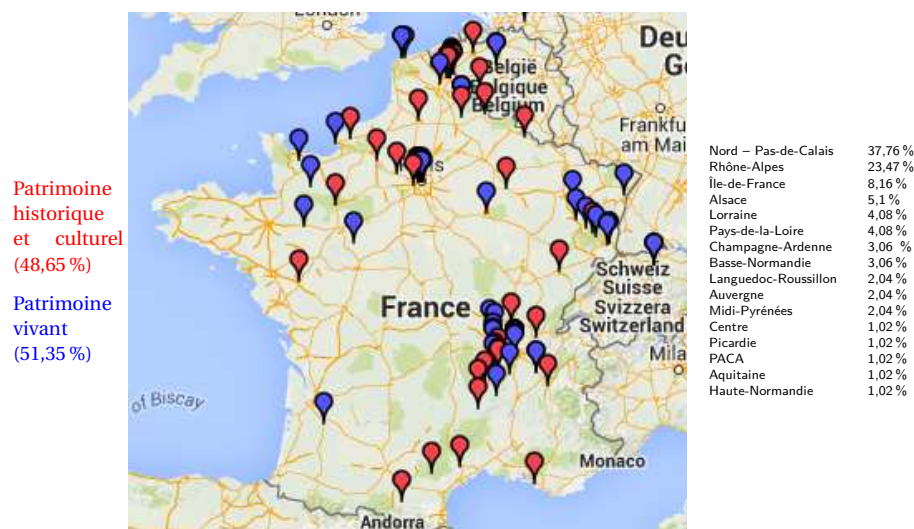 Patrimoine
historique
et culturel
(48,65 %)
Patrimoine
vivant
(51,35 %)
London
België
Belgique
Belgium
Deu
G
Frankfu
am Mai
France
Schweiz
Suisse
Svizzera
Switzerland
Mila
of Biscay
Monaco
Andorra
Nord – Pas-de-Calais 37,76 %
Rhône-Alpes 23,47 %
Île-de-France 8,16 %
Alsace 5,1 %
Lorraine 4,08 %
Pays-de-la-Loire 4,08 %
Champagne-Ardenne 3,06 %
Basse-Normandie 3,06 %
Languedoc-Roussillon 2,04 %
Auvergne 2,04 %
Midi-Pyrénées 2,04 %
Centre 1,02 %
Picardie 1,02 %
PACA 1,02 %
Aquitaine 1,02 %
Haute-Normandie 1,02 %